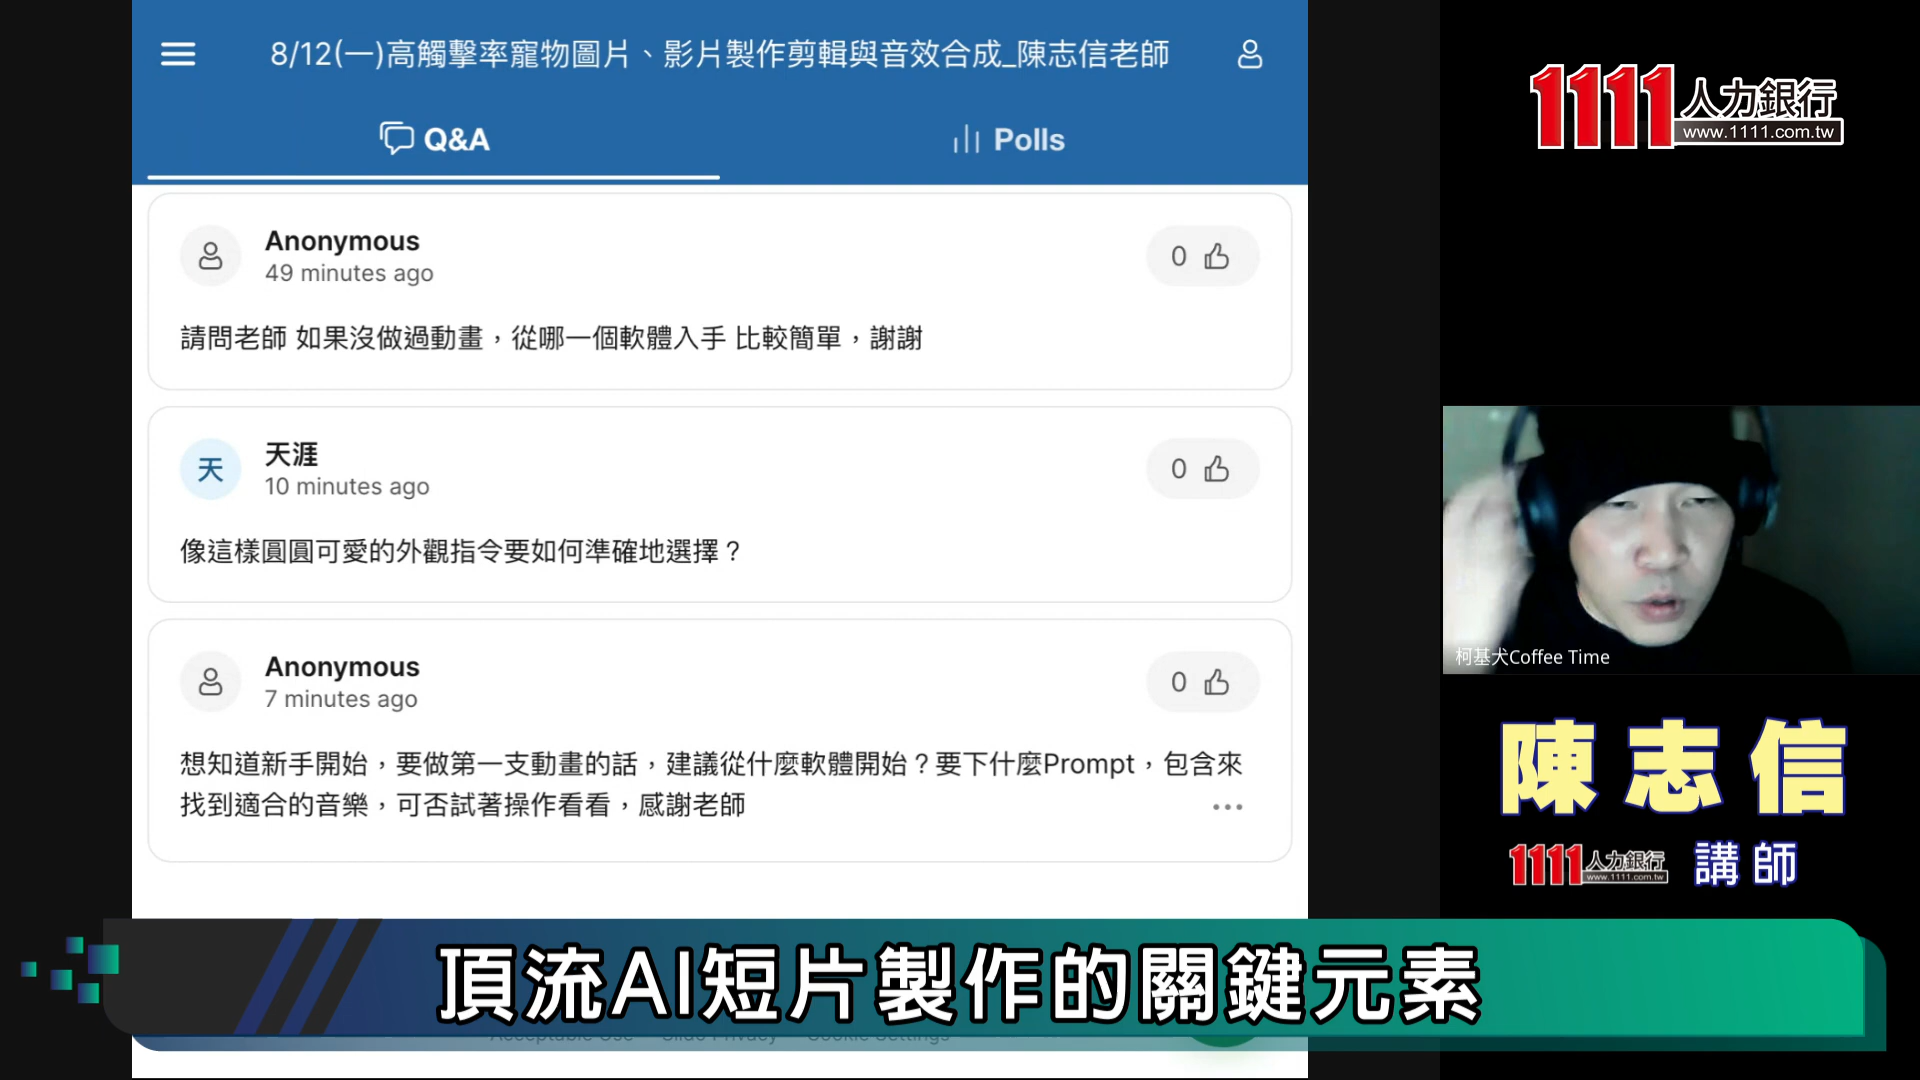 8/12(一)高觸擊率寵物圖片、影片製作剪輯與音效合成_陳志信老師
Q&A
Polls
Anonymous
49 minutes ago
0
請問老師 如果沒做過動畫，從哪一個軟體入手 比較簡單，謝謝
天
天涯
10 minutes ago
0
像這樣圓圓可愛的外觀指令要如何準確地選擇？
Anonymous
7 minutes ago
0
想知道新手開始，要做第一支動畫的話，建議從什麼軟體開始？要下什麼Prompt，包含來
找到適合的音樂，可否試著操作看看，感謝老師
1111人力銀行
www.1111.com.tw
柯基犬Coffee Time
陳志信
1111人力銀行
www.1111.com.tw
講師
頂流AI短片製作的關鍵元素
Acceptable Use
Slido Privacy
Cookie Settings